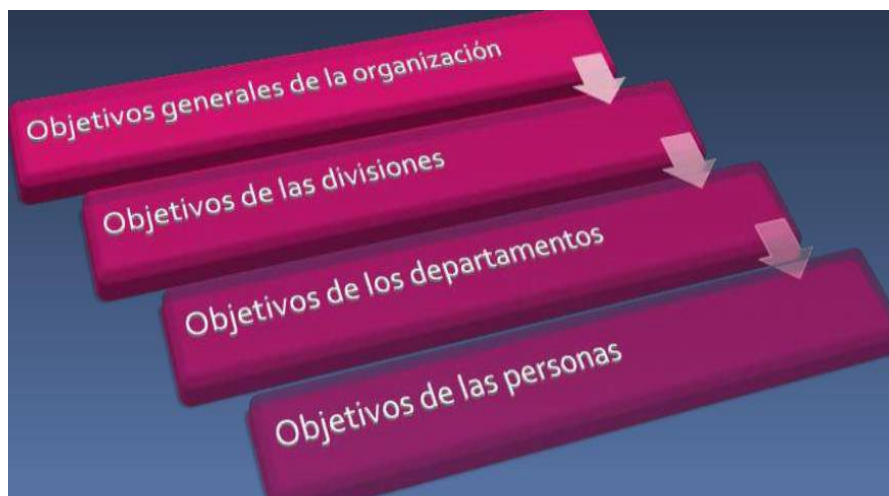 Objetivos generales de la organización
Objetivos de las divisiones
Objetivos de los departamentos
Objetivos de las personas